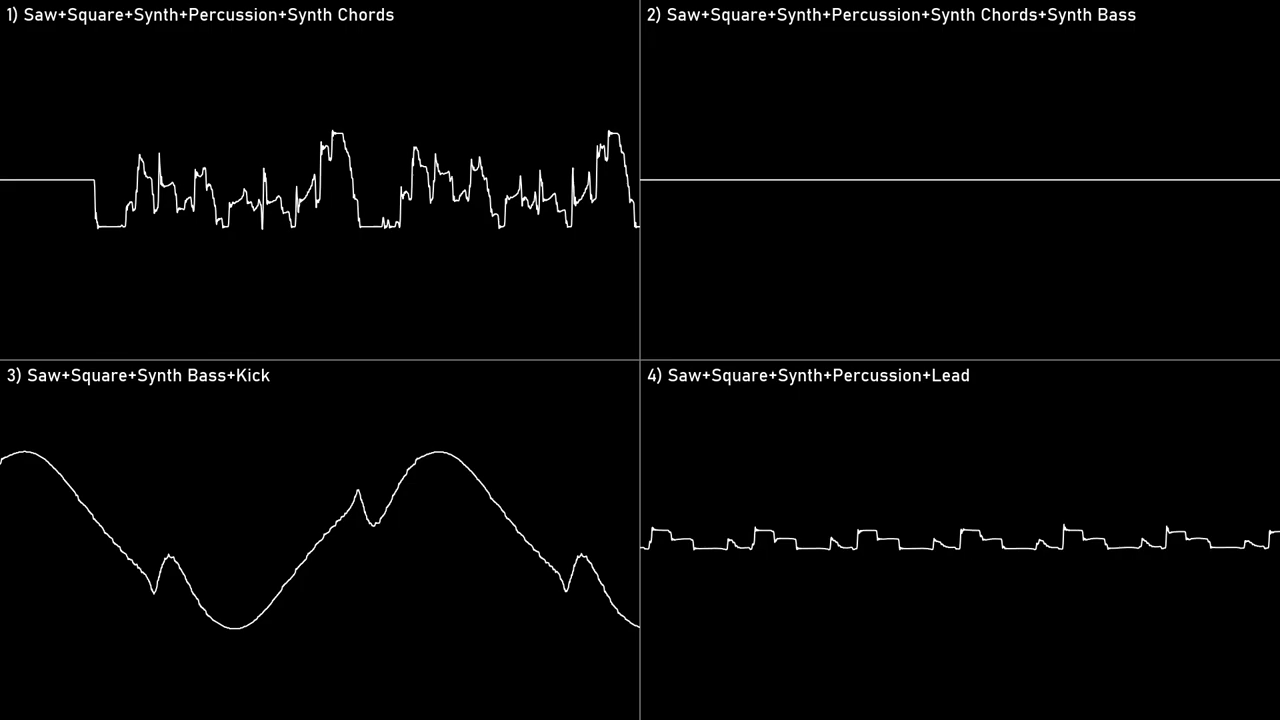 1) Saw+Square+Synth+Percussion+Synth Chords
2) Saw+Square+Synth+Percussion+Synth Chords+Synth Bass
3) Saw+Square+Synth Bass+Kick
4) Saw+Square+Synth+Percussion+Lead